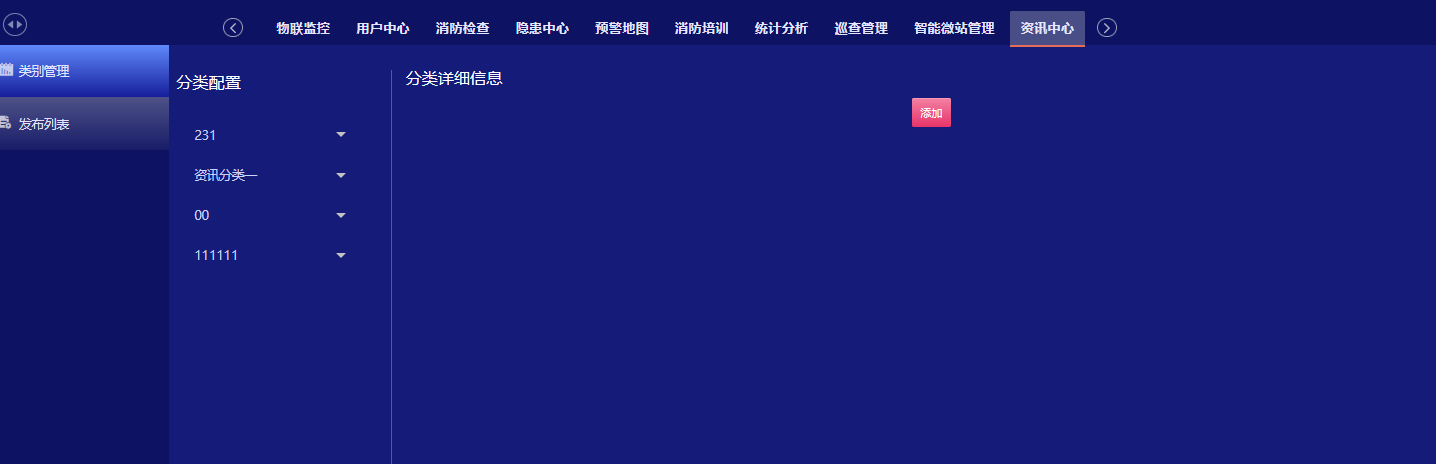 物联监控 用户中心 消防检查 隐患中心 预警地图 消防培训 统计分析 巡查管理 智能微站管理 资讯中心
类别管理
发布列表
分类配置
231
资讯分类一
00
111111
分类详细信息
添加